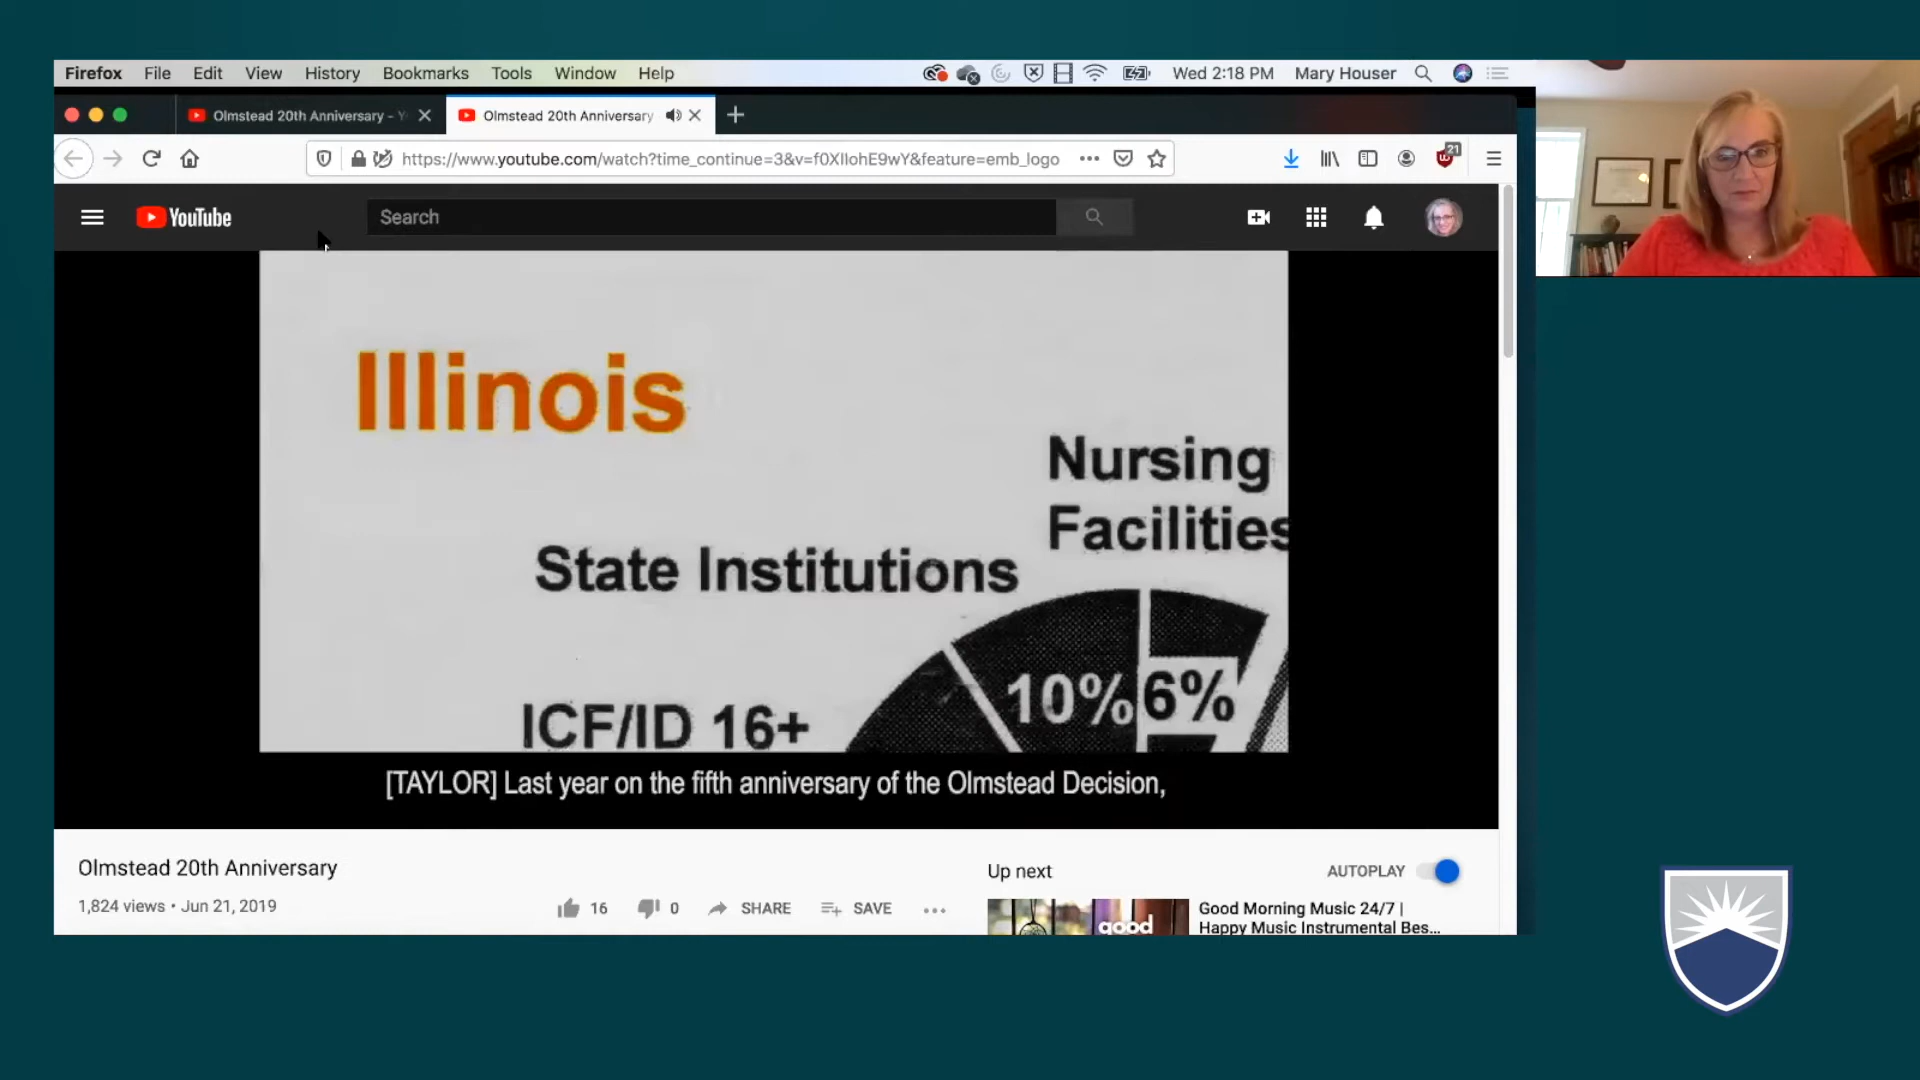 Firefox File Edit View History Bookmarks Tools Window Help Wed 2:18 PM Mary Houser
Olmstead 20th Anniversary - Y Olmstead 20th Anniversary
https://www.youtube.com/watch?time_continue=3&v=f0XlIohE9wY&feature=emb_logo 21
YouTube Search
Illinois
Nursing
Facilities
State Institutions
10% 6%
ICF/ID 16+
[TAYLOR] Last year on the fifth anniversary of the Olmstead Decision,
Olmstead 20th Anniversary
1,824 views • Jun 21, 2019
16 0 SHARE SAVE
Up next AUTOPLAY
good
Good Morning Music 24/7 |
Happy Music Instrumental Bes...